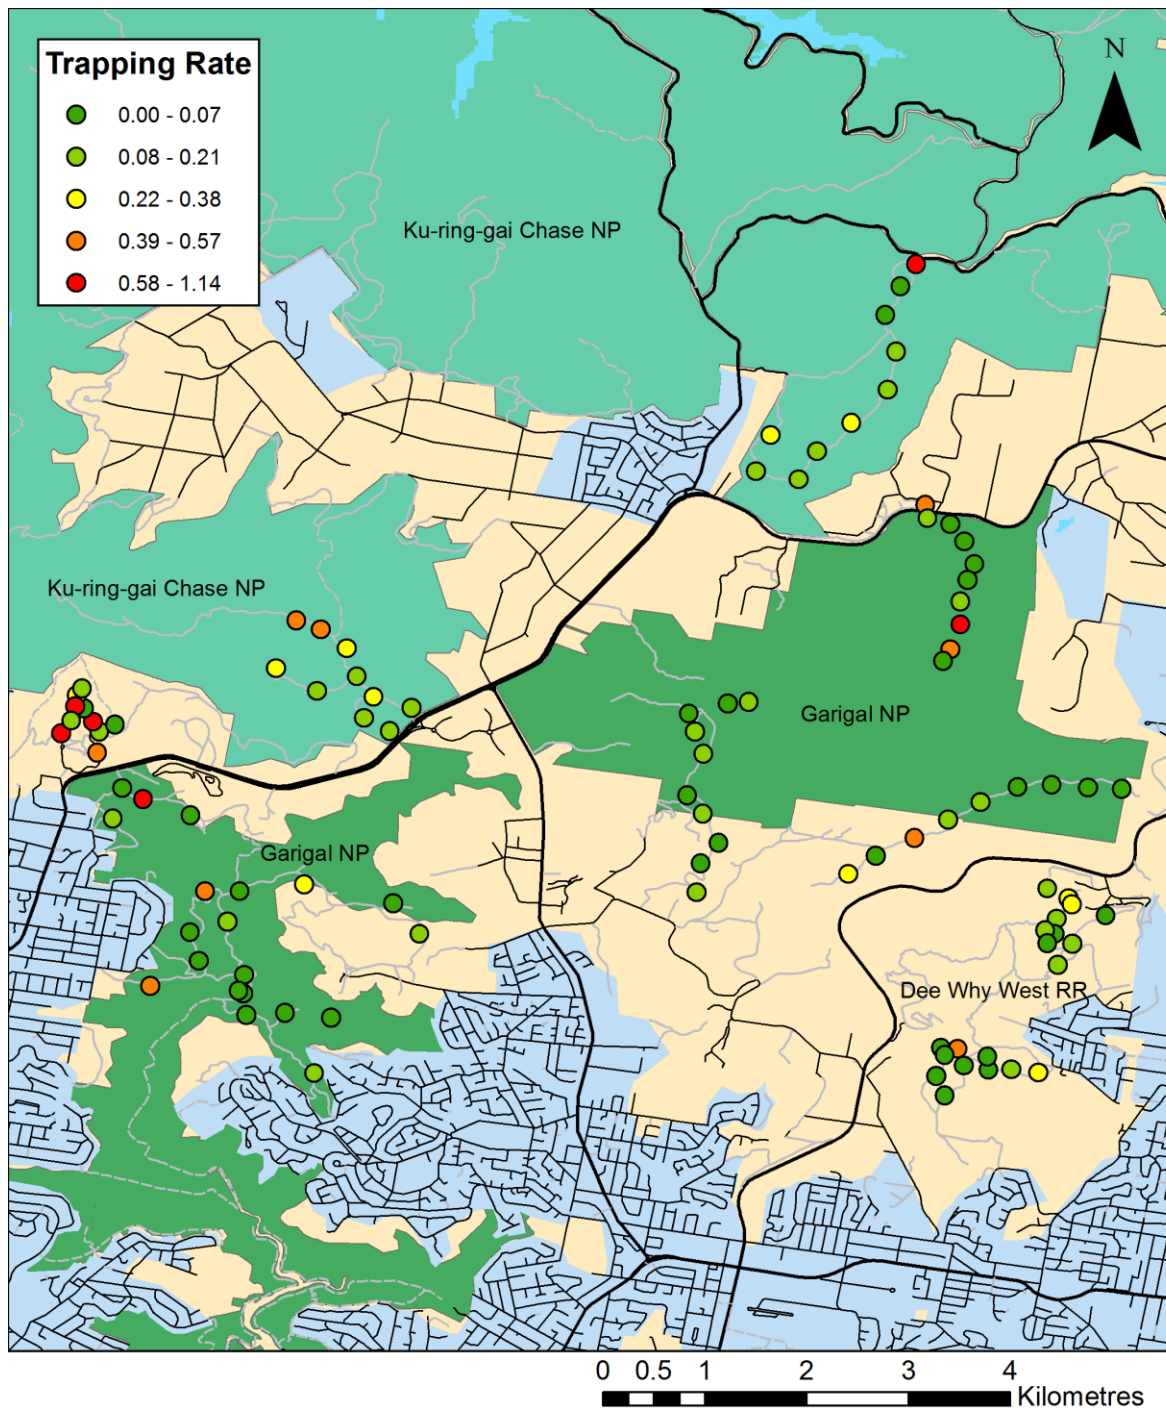 Trapping Rate
0.00 - 0.07
0.08 - 0.21
0.22 - 0.38
0.39 - 0.57
0.58 - 1.14
N
Ku-ring-gai Chase NP
Ku-ring-gai Chase NP
Garigal NP
Garigal NP
Dee Why West RR
0 0.5 1 2 3 4
Kilometres